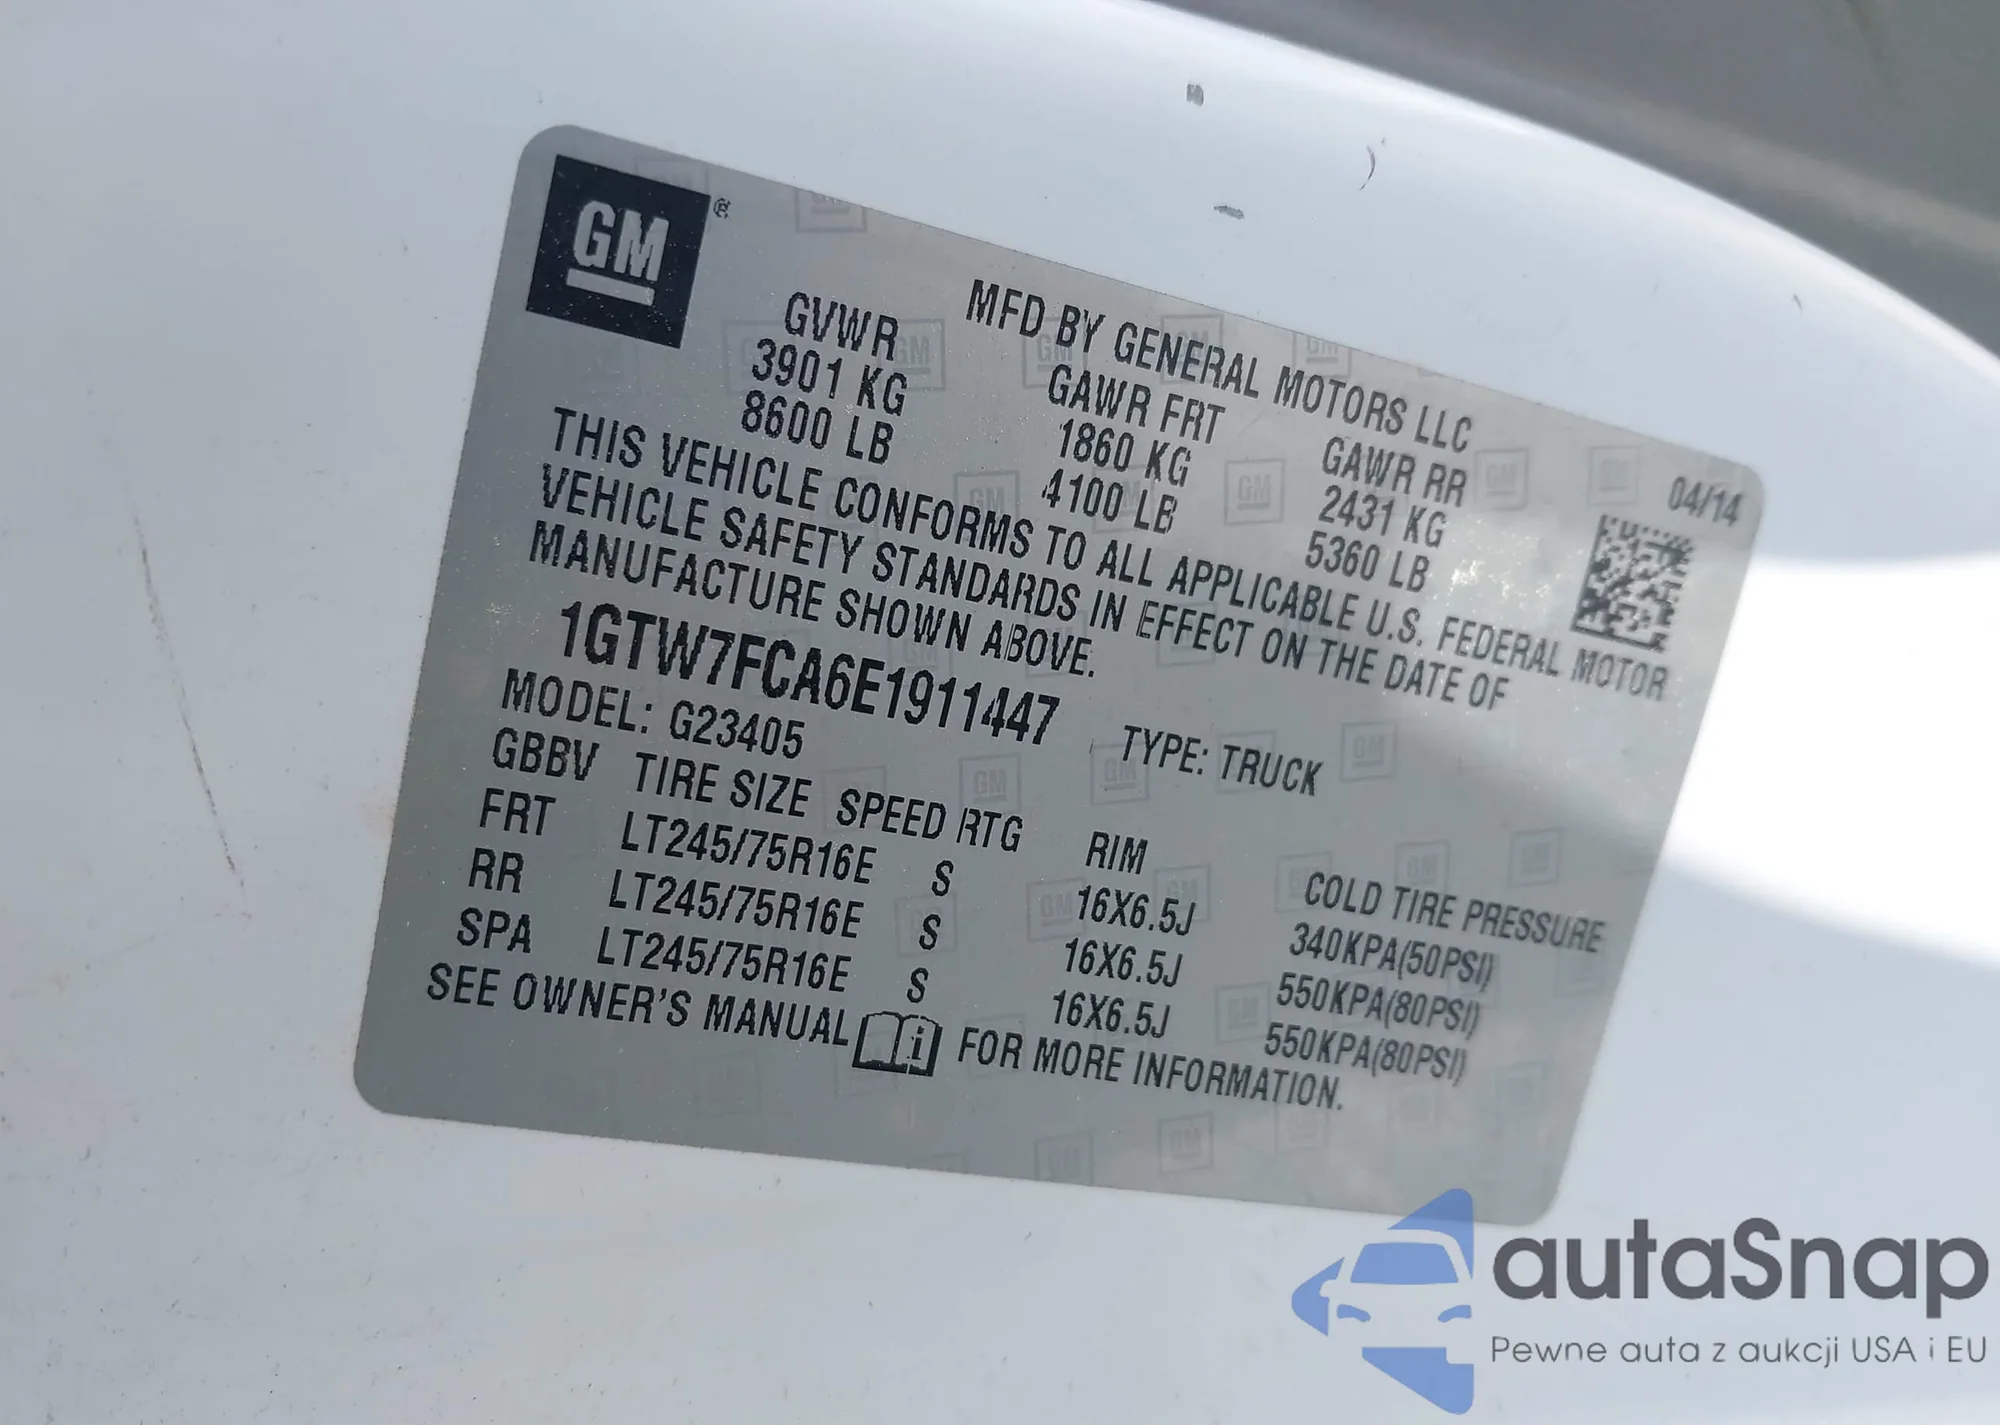 GM ®
MFD BY GENERAL MOTORS LLC 04/14
GVWR GAWR FRT GAWR RR
3901 KG 1860 KG 2431 KG
8600 LB 4100 LB 5360 LB
THIS VEHICLE CONFORMS TO ALL APPLICABLE U.S. FEDERAL MOTOR
VEHICLE SAFETY STANDARDS IN EFFECT ON THE DATE OF
MANUFACTURE SHOWN ABOVE.
1GTW7FCA6E1911447 TYPE: TRUCK
MODEL: G23405
GBBV TIRE SIZE SPEED RTG RIM COLD TIRE PRESSURE
FRT LT245/75R16E S 16X6.5J 340KPA(50PSI)
RR LT245/75R16E S 16X6.5J 550KPA(80PSI)
SPA LT245/75R16E S 16X6.5J 550KPA(80PSI)
SEE OWNER'S MANUAL i FOR MORE INFORMATION.
autaSnap
Pewne auta z aukcji USA i EU